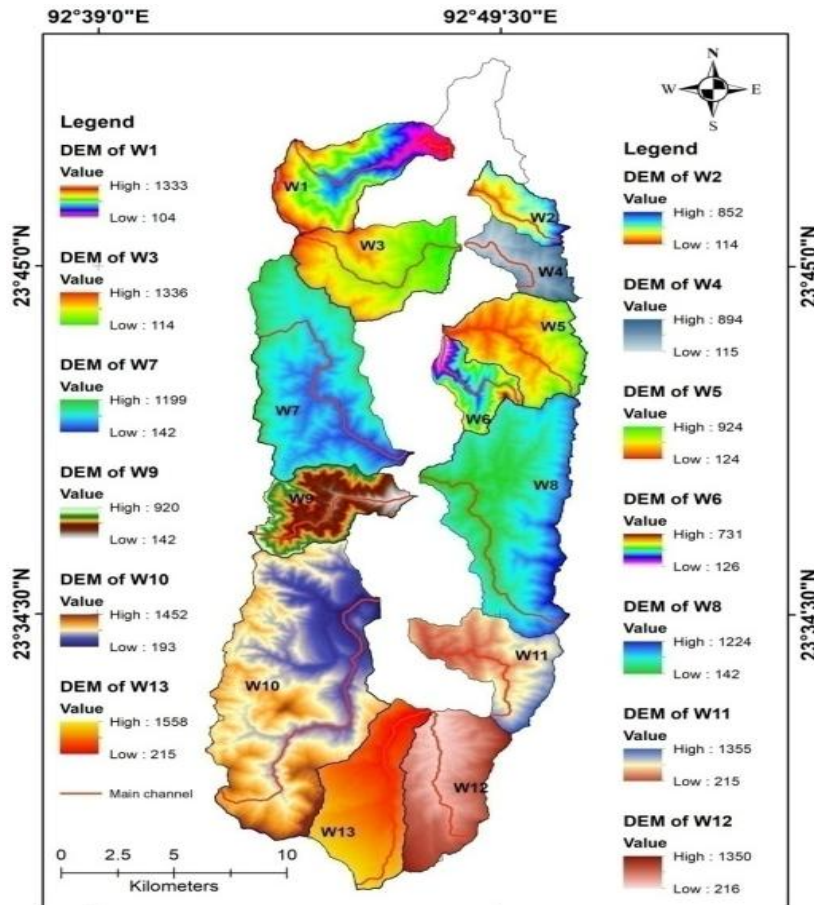 92°39'0"E
92°49'30"E
N
W
E
S
Legend
DEM of W1
Value
High : 1333
Low : 104
DEM of W3
Value
High : 1336
Low : 114
DEM of W7
Value
High : 1199
Low : 142
DEM of W9
Value
High : 920
Low : 142
DEM of W10
Value
High : 1452
Low : 193
DEM of W13
Value
High : 1558
Low : 215
Main channel
0 2.5 5 10
Kilometers
23°45'0"N
23°34'30"N
W1
W2
W3
W4
W5
W6
W7
W8
W9
W10
W11
W12
W13
Legend
DEM of W2
Value
High : 852
Low : 114
DEM of W4
Value
High : 894
Low : 115
DEM of W5
Value
High : 924
Low : 124
DEM of W6
Value
High : 731
Low : 126
DEM of W8
Value
High : 1224
Low : 142
DEM of W11
Value
High : 1355
Low : 215
DEM of W12
Value
High : 1350
Low : 216
23°45'0"N
23°34'30"N